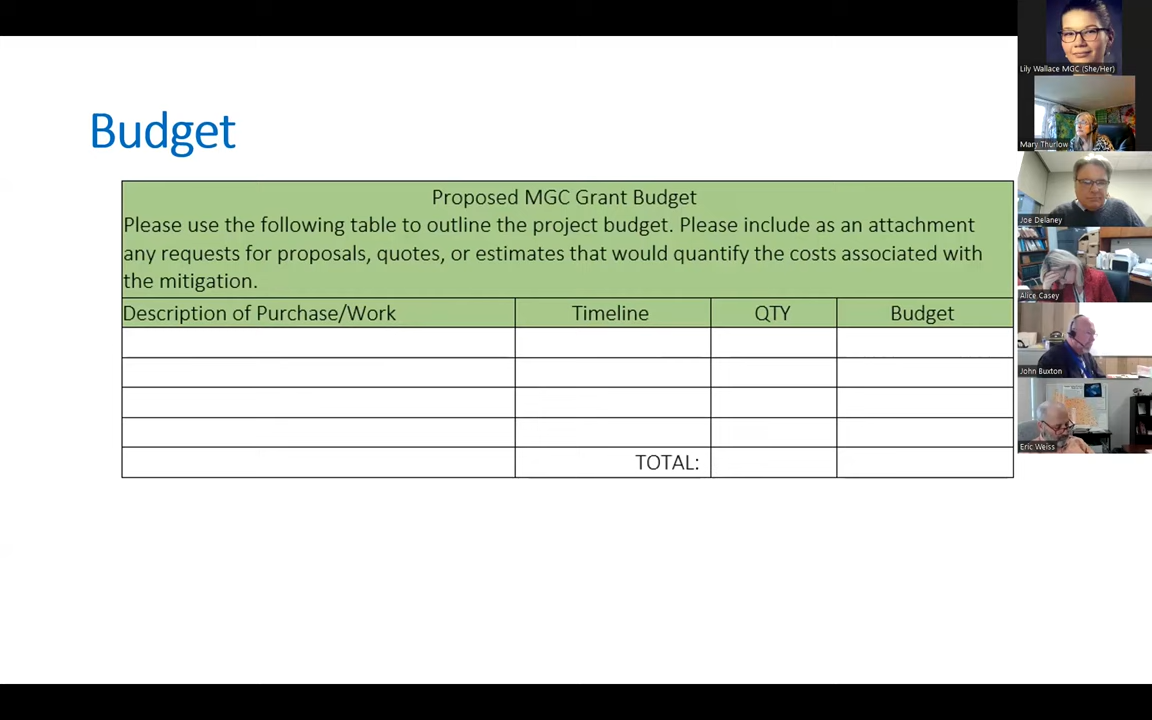 Budget
Proposed MGC Grant Budget
Please use the following table to outline the project budget. Please include as an attachment
any requests for proposals, quotes, or estimates that would quantify the costs associated with
the mitigation.
Description of Purchase/Work Timeline QTY Budget
TOTAL:
Lily Wallace MGC (She/Her)
Mary Thurlow
Joe Delaney
Alice Casey
John Buxton
Eric Weiss